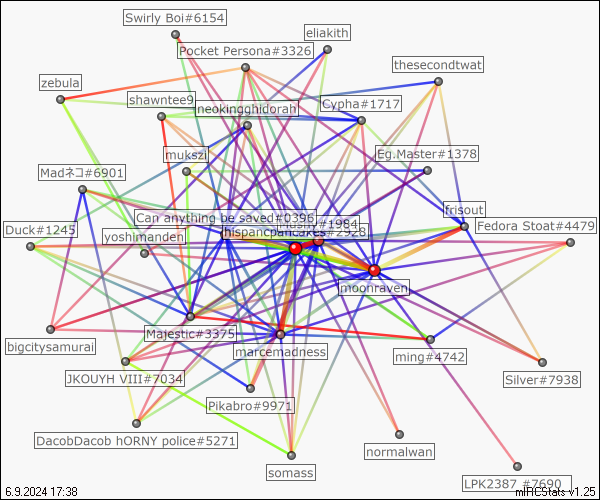 Swirly Boi#6154
eliakith
Pocket Persona#3326
thesecondtwat
zebula
shawntee9
neokingghidorah
Cypha#1717
mukszi
Eg.Master#1378
Madネコ#6901
frisout
Can anything be saved#0396
Duck#1245
yoshimanden
hispancpancakes#2928
Fedora Stoat#4479
moonraven
Majestic#3375
marcemadness
bigcitysamurai
ming#4742
JKOUYH VIII#7034
Silver#7938
Pikabro#9971
DacobDacob hORNY police#5271
normalwan
somass
LPK2387 #7690
6.9.2024 17:38
mIRCStats v1.25